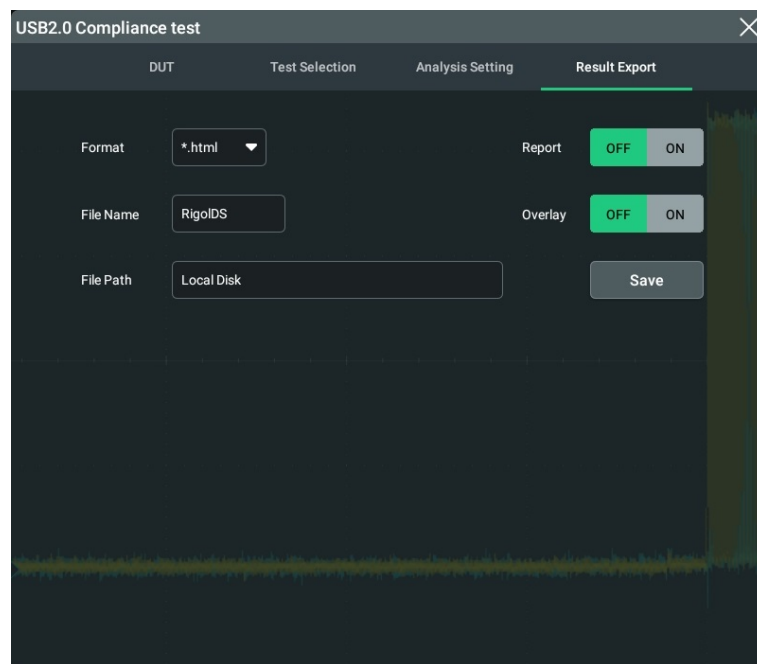 USB2.0 Compliance test
DUT Test Selection Analysis Setting Result Export
Format *.html Report OFF ON
File Name RigolDS Overlay OFF ON
File Path Local Disk Save